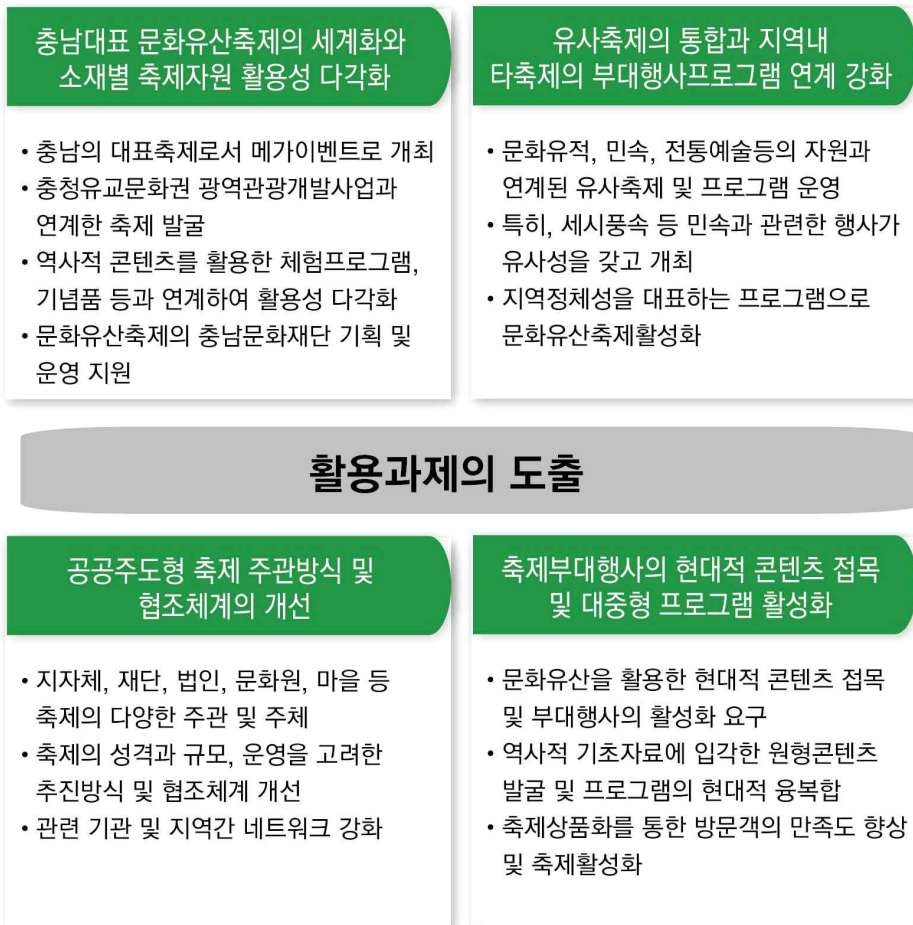 충남대표 문화유산축제의 세계화와
소재별 축제자원 활용성 다각화
• 충남의 대표축제로서 메가이벤트로 개최
• 충청유교문화권 광역관광개발사업과
연계한 축제 발굴
• 역사적 콘텐츠를 활용한 체험프로그램,
기념품 등과 연계하여 활용성 다각화
• 문화유산축제의 충남문화재단 기획 및
운영 지원
유사축제의 통합과 지역내
타축제의 부대행사프로그램 연계 강화
• 문화유적, 민속, 전통예술등의 자원과
연계된 유사축제 및 프로그램 운영
• 특히, 세시풍속 등 민속과 관련한 행사가
유사성을 갖고 개최
• 지역정체성을 대표하는 프로그램으로
문화유산축제활성화
활용과제의 도출
공공주도형 축제 주관방식 및
협조체계의 개선
• 지자체, 재단, 법인, 문화원, 마을 등
축제의 다양한 주관 및 주체
• 축제의 성격과 규모, 운영을 고려한
추진방식 및 협조체계 개선
• 관련 기관 및 지역간 네트워크 강화
축제부대행사의 현대적 콘텐츠 접목
및 대중형 프로그램 활성화
• 문화유산을 활용한 현대적 콘텐츠 접목
및 부대행사의 활성화 요구
• 역사적 기초자료에 입각한 원형콘텐츠
발굴 및 프로그램의 현대적 융복합
• 축제상품화를 통한 방문객의 만족도 향상
및 축제활성화